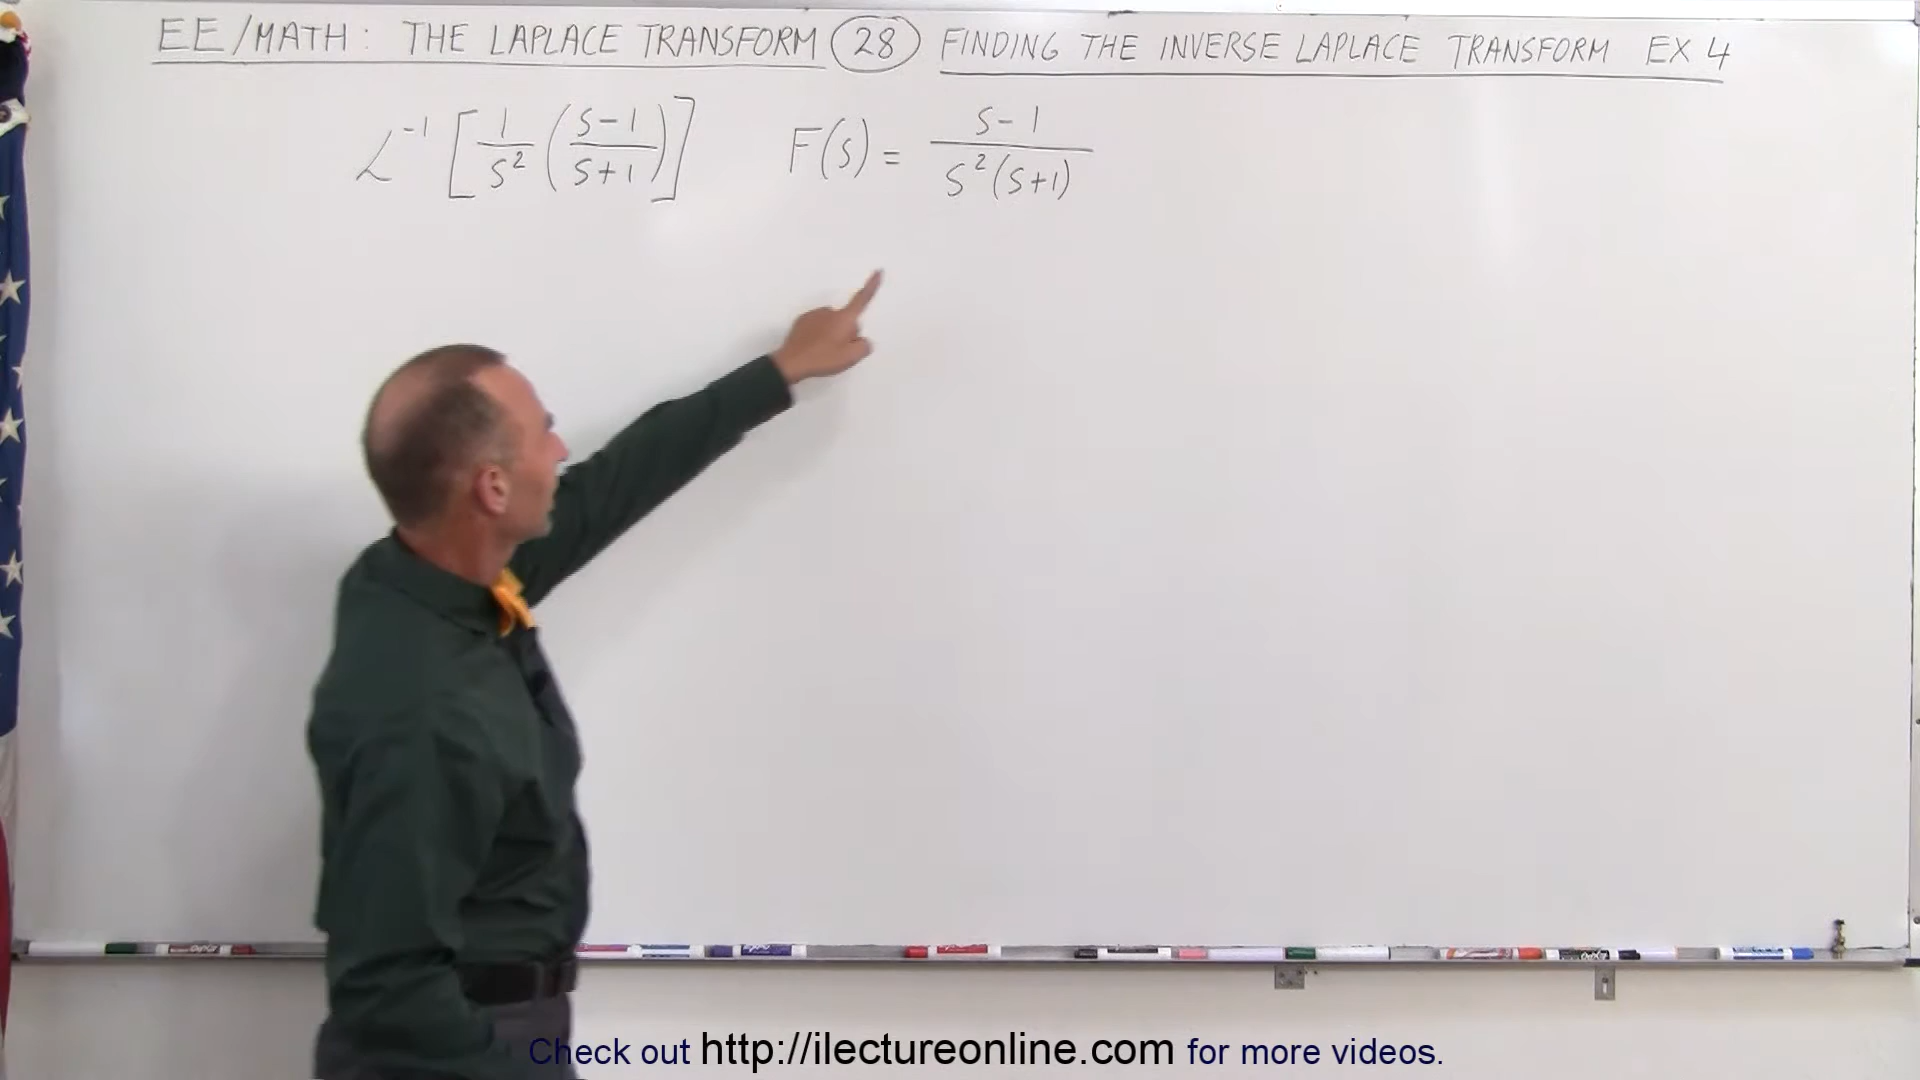 EE/MATH: THE LAPLACE TRANSFORM 28 FINDING THE INVERSE LAPLACE TRANSFORM EX 4
ℒ⁻¹ [1/S² (S-1/S+1)] F(s) = S-1/S²(S+1)
Check out http://ilectureonline.com for more videos.